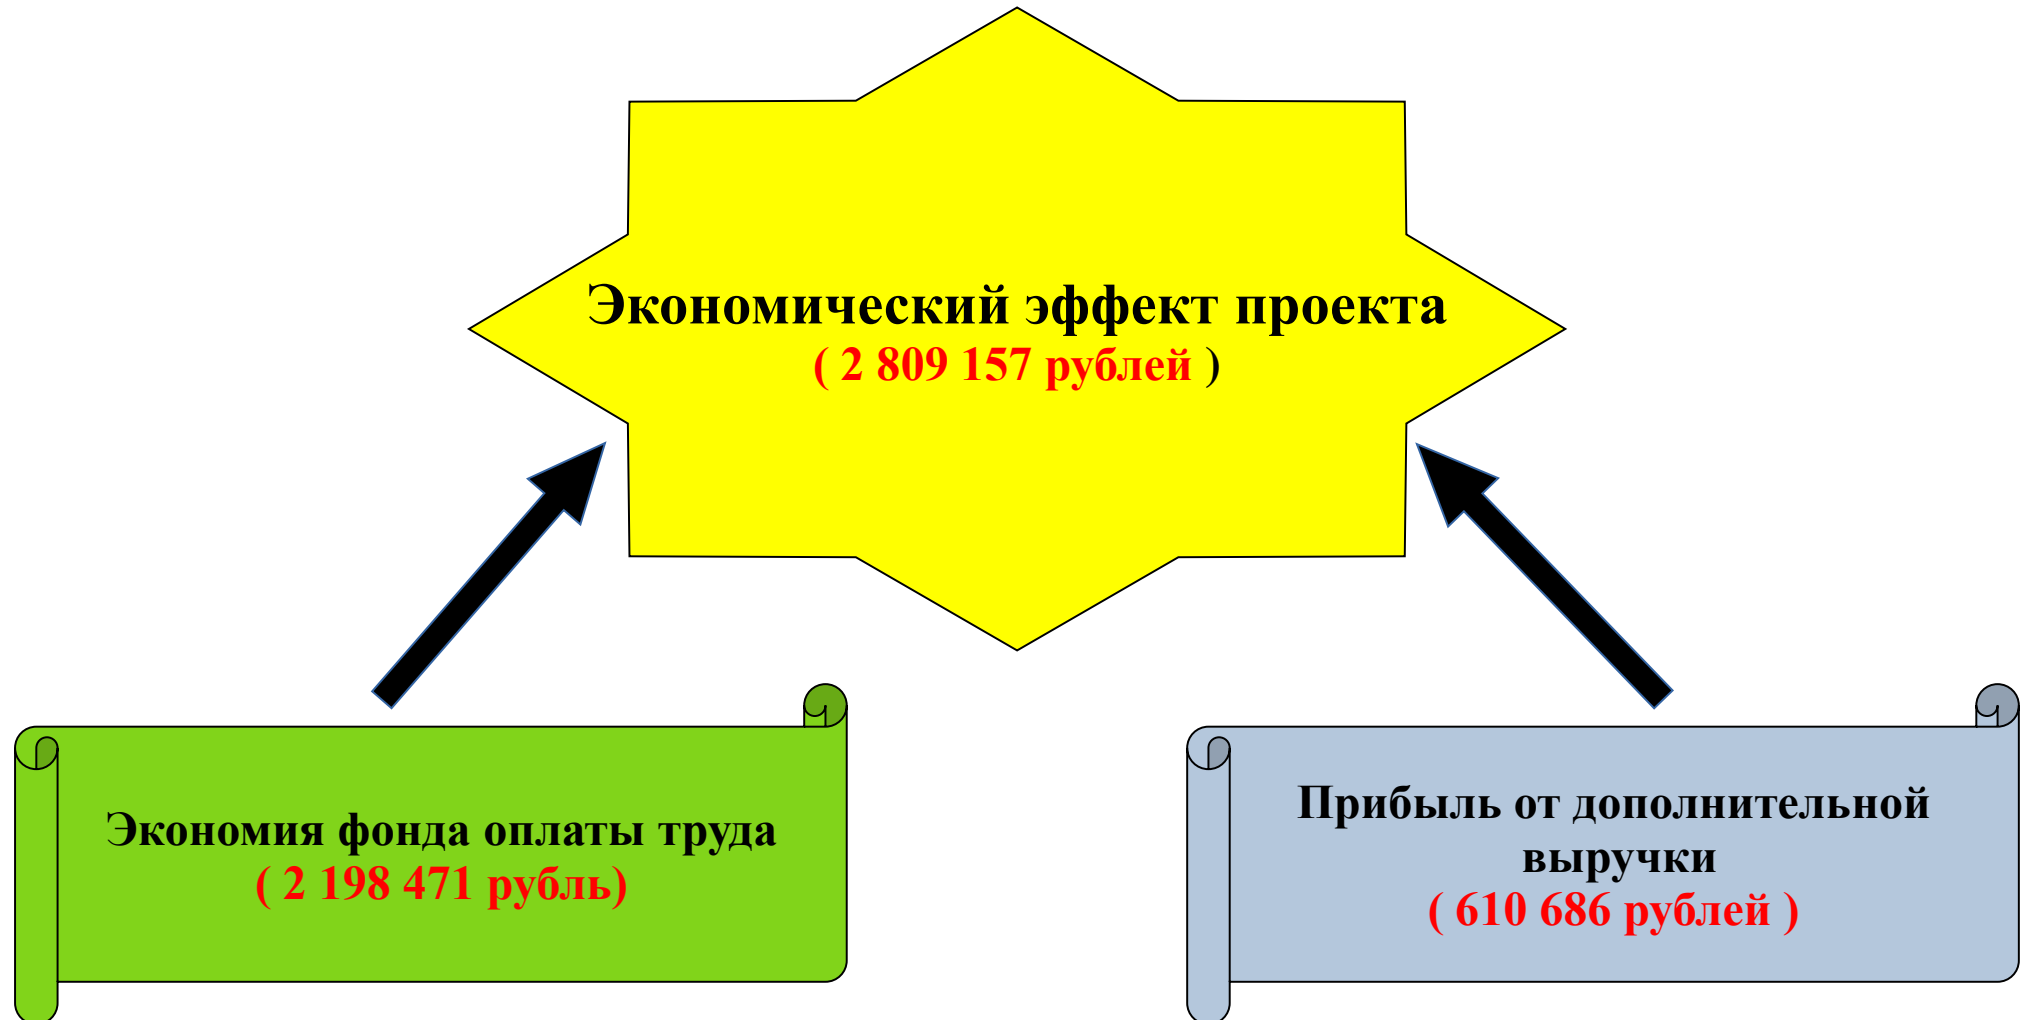 Экономический эффект проекта
( 2 809 157 рублей )
Экономия фонда оплаты труда
( 2 198 471 рубль)
Прибыль от дополнительной
выручки
( 610 686 рублей )